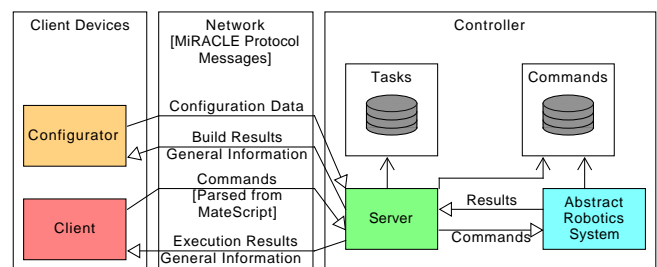 Client Devices
Network
[MiRACLE Protocol
Messages]
Controller
Tasks
Commands
Configuration Data
Configurator
Build Results
General Information
Commands
[Parsed from
MateScript]
Client
Server
Results
Commands
Abstract
Robotics
System
Execution Results
General Information